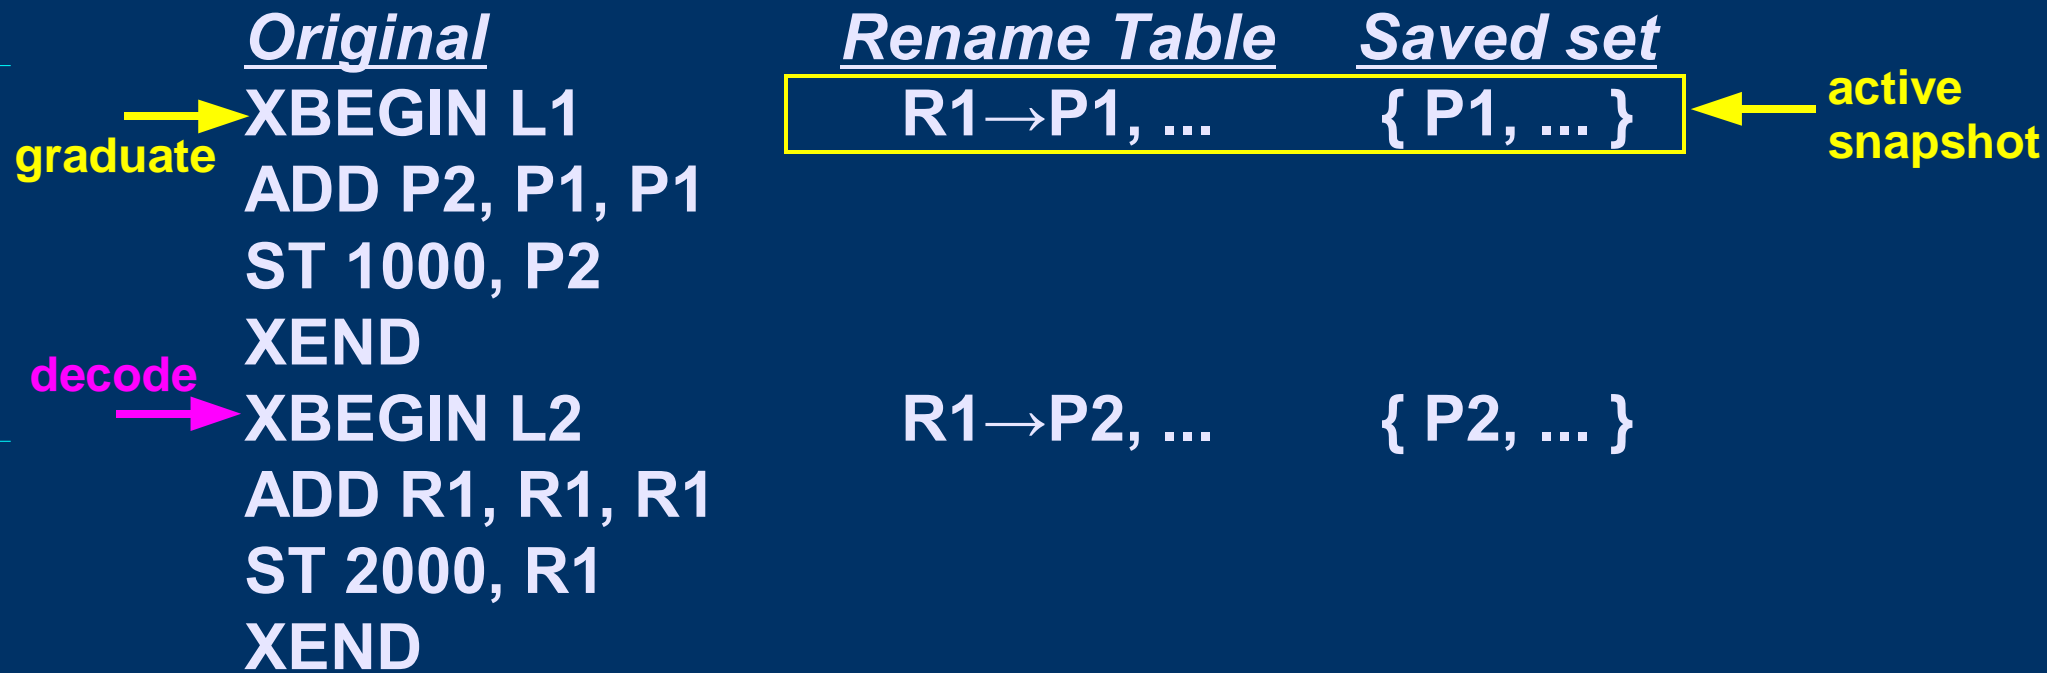 Original Rename Table Saved set
XBEGIN L1 R1→P1, ... { P1, ... } active
graduate snapshot
ADD P2, P1, P1
ST 1000, P2
XEND
decode
XBEGIN L2 R1→P2, ... { P2, ... }
ADD R1, R1, R1
ST 2000, R1
XEND